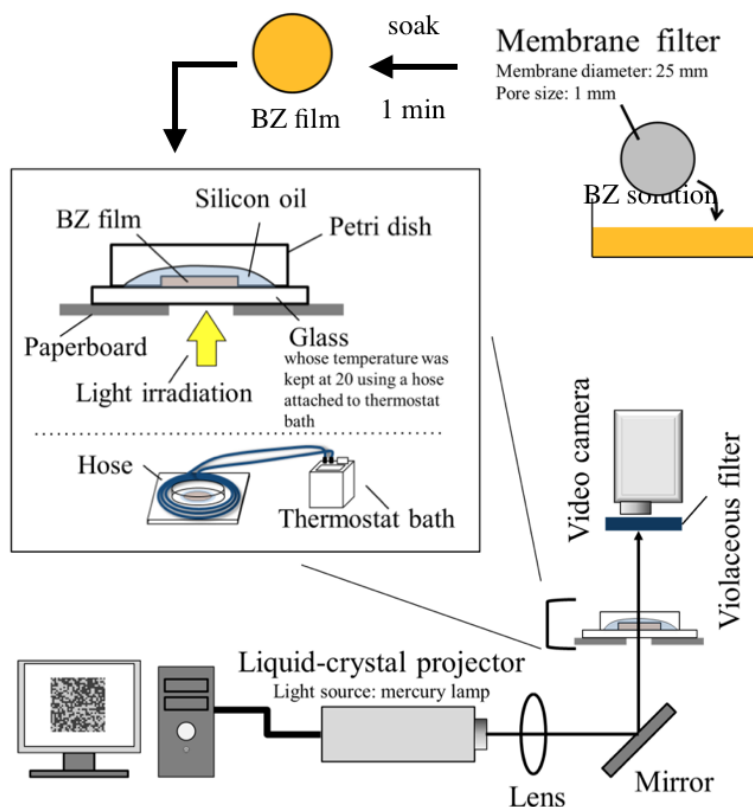 soak
1 min
BZ film
Membrane filter
Membrane diameter: 25 mm
Pore size: 1 mm
BZ solution
Silicon oil
BZ film
Petri dish
Paperboard
Glass
whose temperature was
kept at 20 using a hose
attached to thermostat
bath
Light irradiation
Hose
Thermostat bath
Video camera
Violaceous filter
Liquid-crystal projector
Light source: mercury lamp
Lens
Mirror